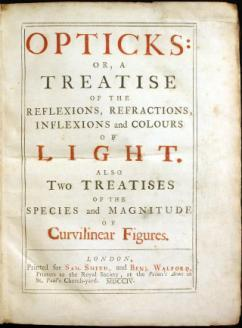 OPTICKS:
OR, A
TREATISE
OF THE
REFLEXIONS, REFRACTIONS,
INFLEXIONS and COLOURS
OF
LIGHT.
ALSO
Two TREATISES
OF THE
SPECIES and MAGNITUDE
OF
Curvilinear Figures.
LONDON,
Printed for SAM. SMITH, and BENJ. WALFORD,
Printers to the Royal Society, at the Prince's Arms in
St. Paul's Church-yard. MDCCIV.